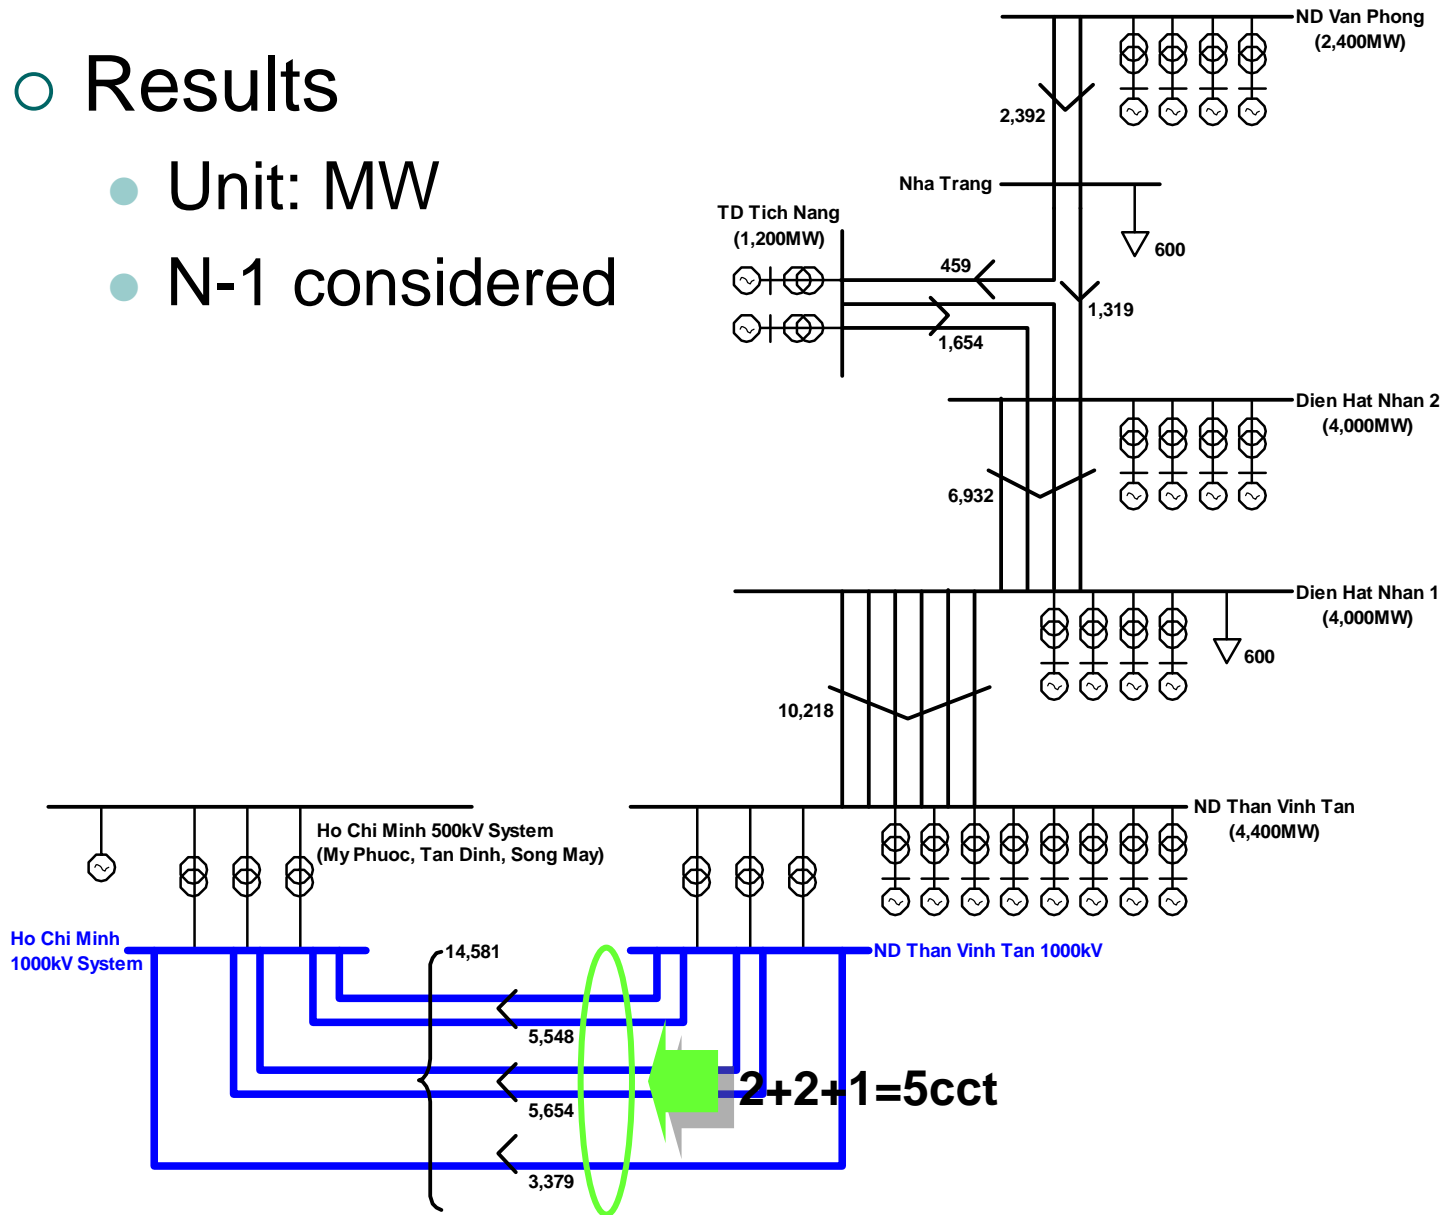 Results
Unit: MW
N-1 considered
ND Van Phong
(2,400MW)
2,392
Nha Trang
600
TD Tich Nang
(1,200MW)
459
1,319
1,654
Dien Hat Nhan 2
(4,000MW)
6,932
Dien Hat Nhan 1
(4,000MW)
600
10,218
ND Than Vinh Tan
(4,400MW)
Ho Chi Minh 500kV System
(My Phuoc, Tan Dinh, Song May)
Ho Chi Minh
1000kV System
14,581
ND Than Vinh Tan 1000kV
5,548
2+2+1=5cct
5,654
3,379